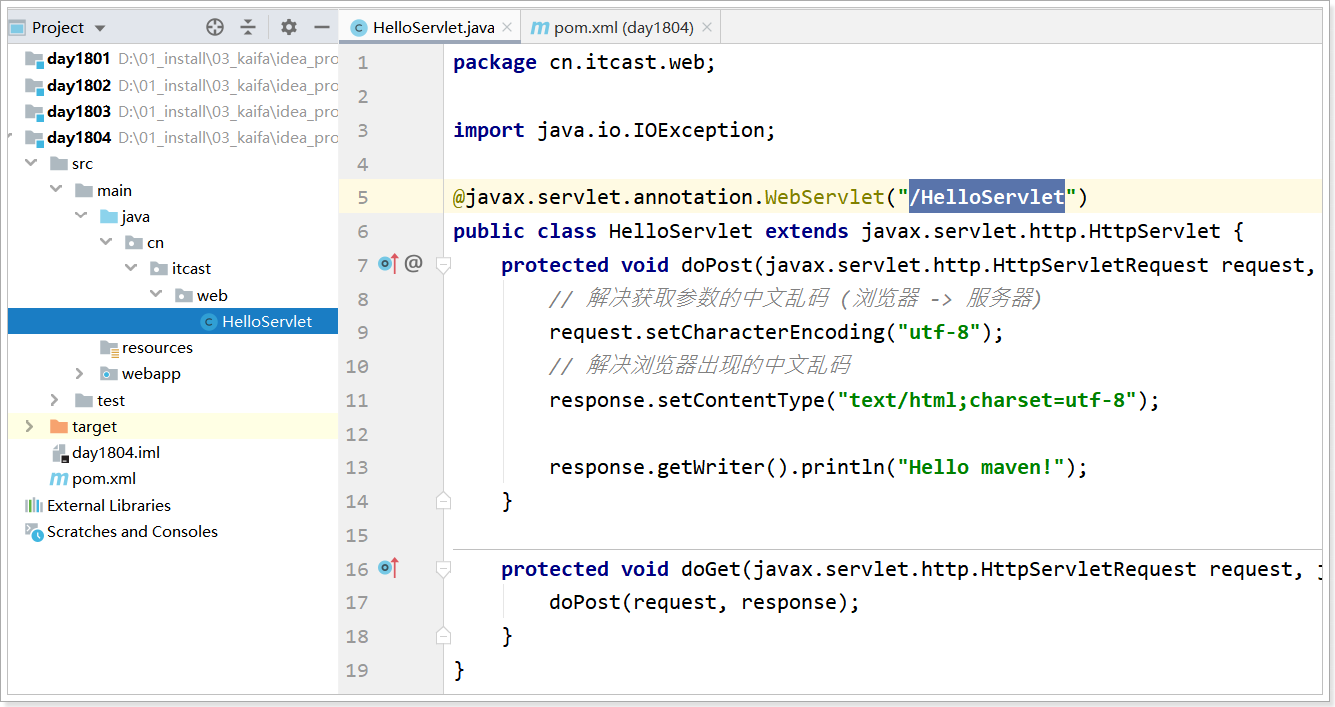 Project
HelloServlet.java
pom.xml (day1804)
day1801 D:\01_install\03_kaifa\idea_pro
day1802 D:\01_install\03_kaifa\idea_pro
day1803 D:\01_install\03_kaifa\idea_pro
day1804 D:\01_install\03_kaifa\idea_pro
src
main
java
cn
itcast
web
HelloServlet
resources
webapp
test
target
day1804.iml
pom.xml
External Libraries
Scratches and Consoles
1 package cn.itcast.web;
2
3 import java.io.IOException;
4
5 @javax.servlet.annotation.WebServlet("/HelloServlet")
6 public class HelloServlet extends javax.servlet.http.HttpServlet {
7 @ protected void doPost(javax.servlet.http.HttpServletRequest request,
8 // 解决获取参数的中文乱码 (浏览器 -> 服务器)
9 request.setCharacterEncoding("utf-8");
10 // 解决浏览器出现的中文乱码
11 response.setContentType("text/html;charset=utf-8");
12
13 response.getWriter().println("Hello maven!");
14 }
15
16 protected void doGet(javax.servlet.http.HttpServletRequest request, j
17 doPost(request, response);
18 }
19 }